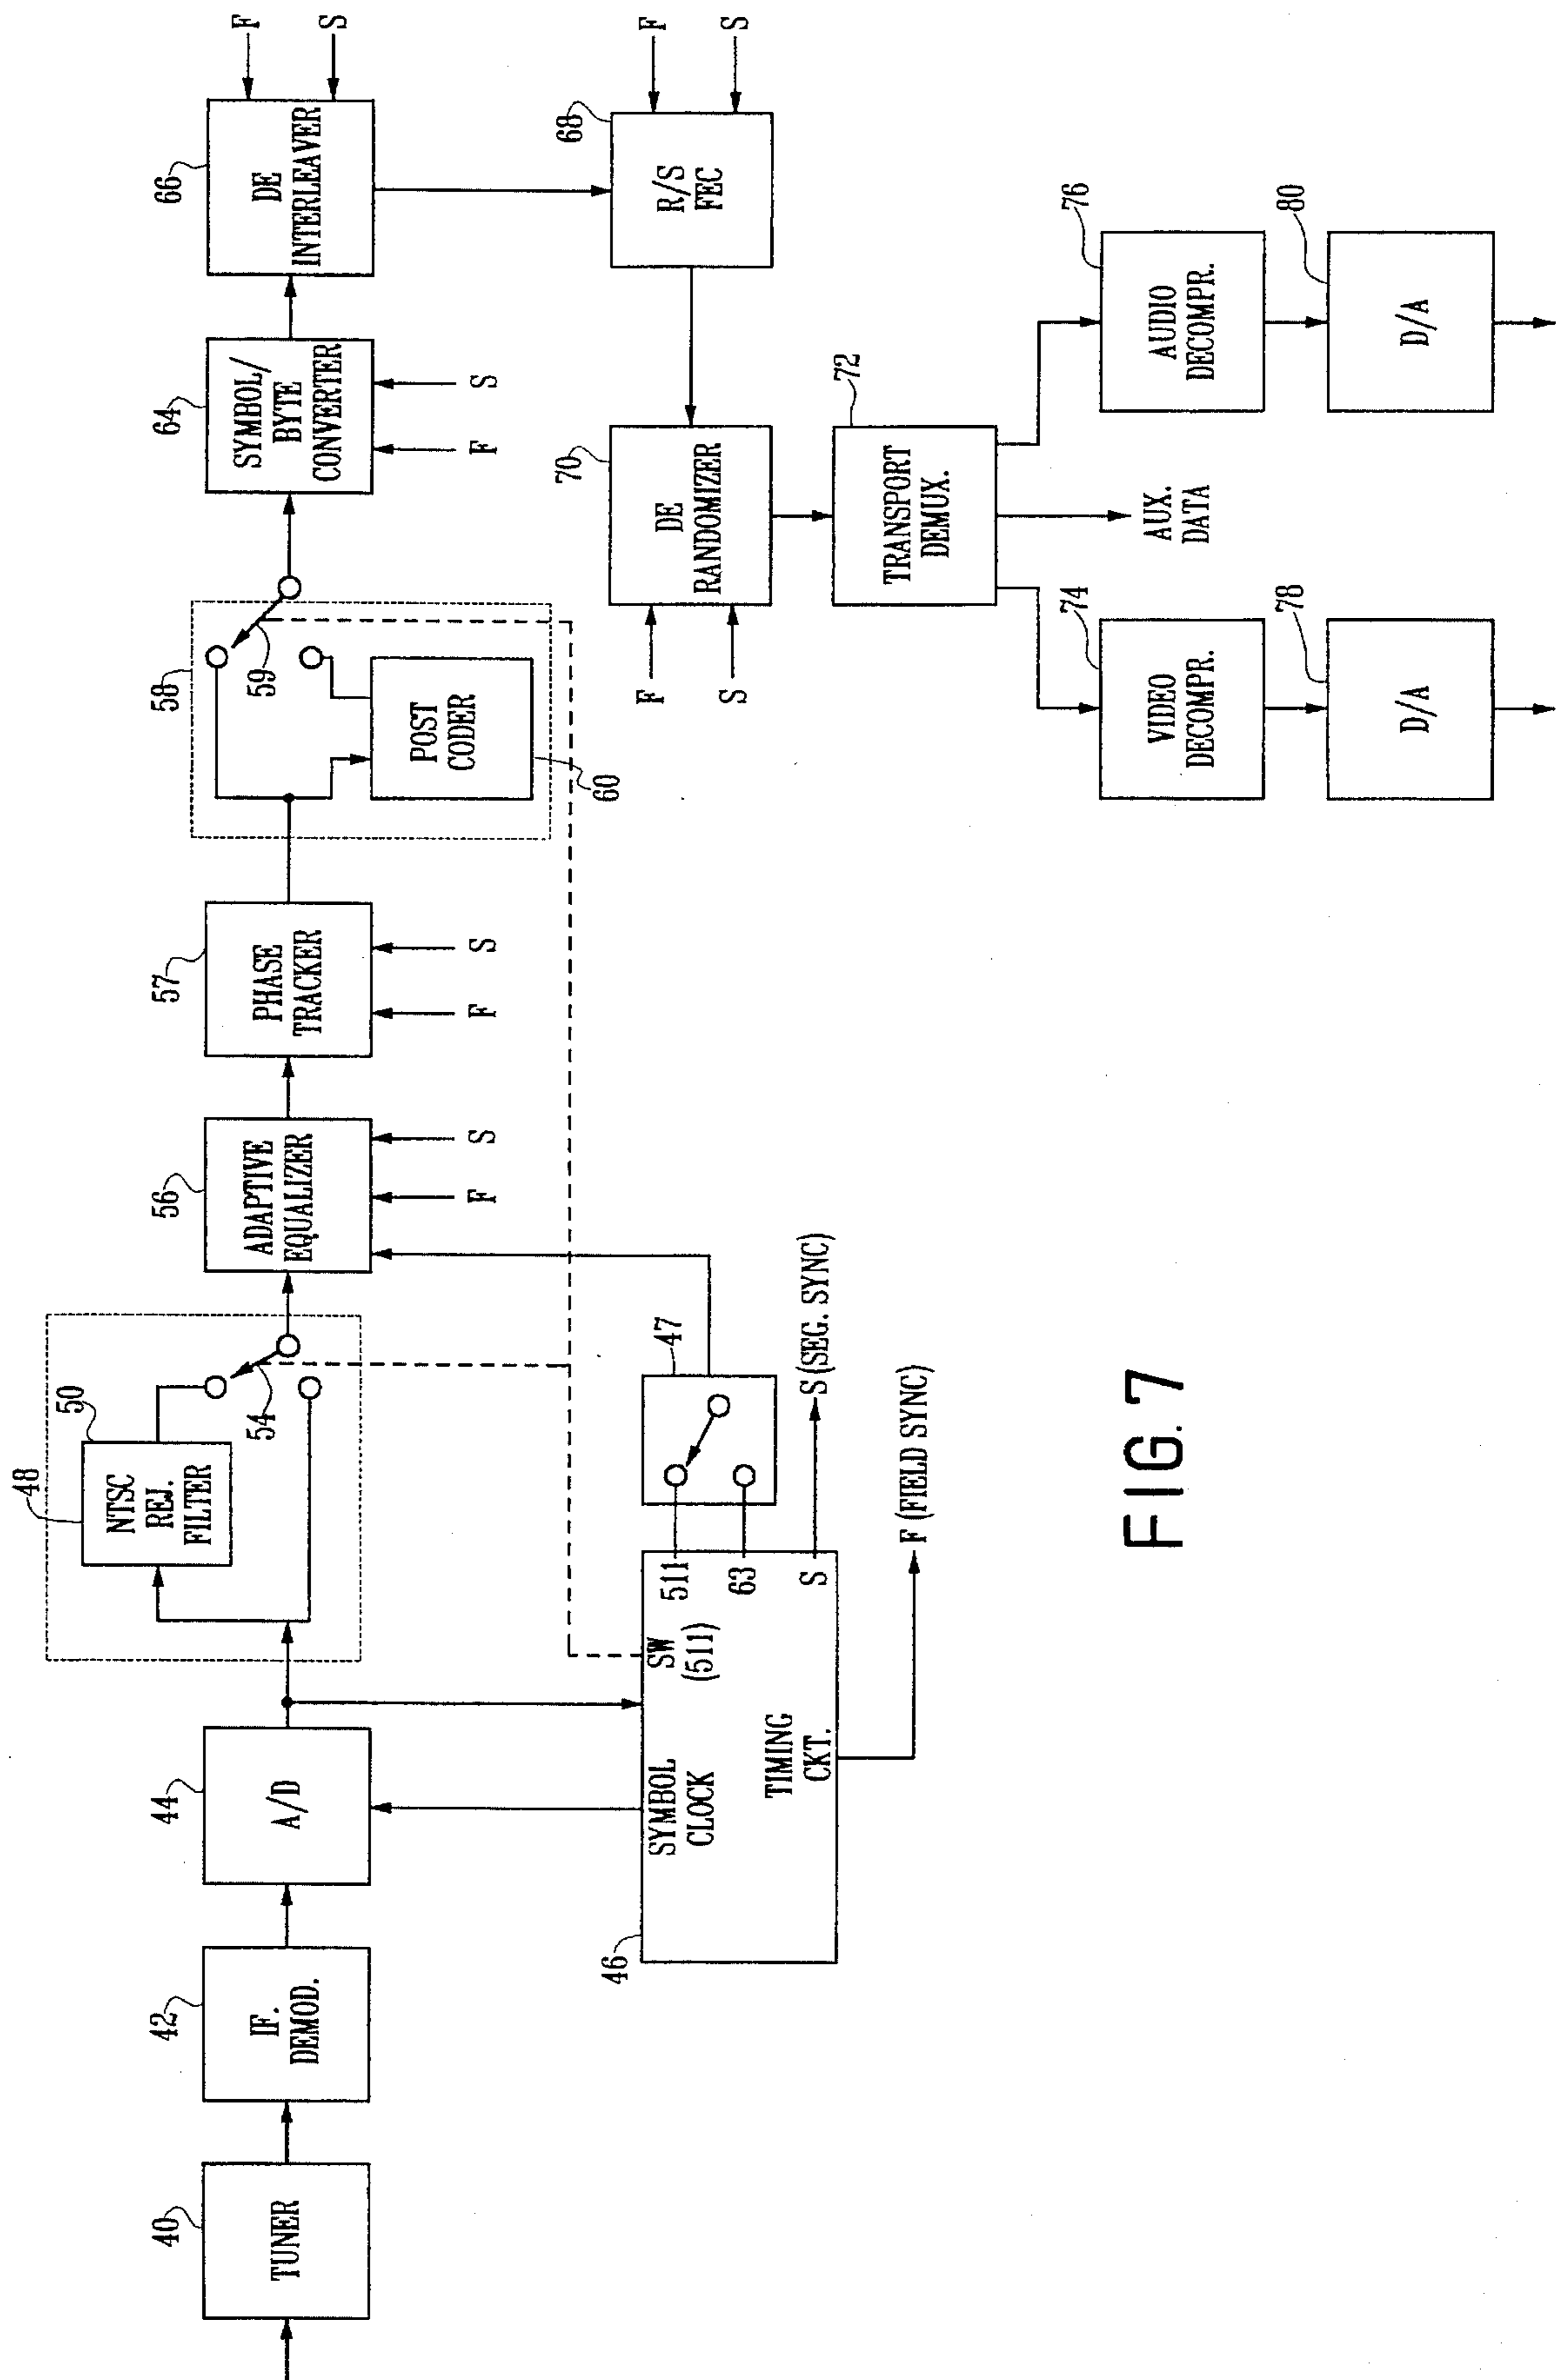 40
TUNER
42
IF.
DEMOD.
44
A/D
48
50
NTSC
REJ.
FILTER
54
56
ADAPTIVE
EQUALIZER
F
S
57
PHASE
TRACKER
F
S
58
59
POST
CODER
60
64
SYMBOL/
BYTE
CONVERTER
F
S
66
DE
INTERLEAVER
F
S
46
SYMBOL
CLOCK
SW
(511)
TIMING
CKT.
511
63
S
47
S (SEG. SYNC)
F (FIELD SYNC)
68
R/S
FEC
F
S
70
DE
RANDOMIZER
F
S
72
TRANSPORT
DEMUX.
74
VIDEO
DECOMPR.
AUX.
DATA
76
AUDIO
DECOMPR.
78
D/A
80
D/A
FIG. 7